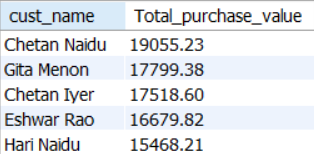 cust_name Total_purchase_value
Chetan Naidu 19055.23
Gita Menon 17799.38
Chetan Iyer 17518.60
Eshwar Rao 16679.82
Hari Naidu 15468.21